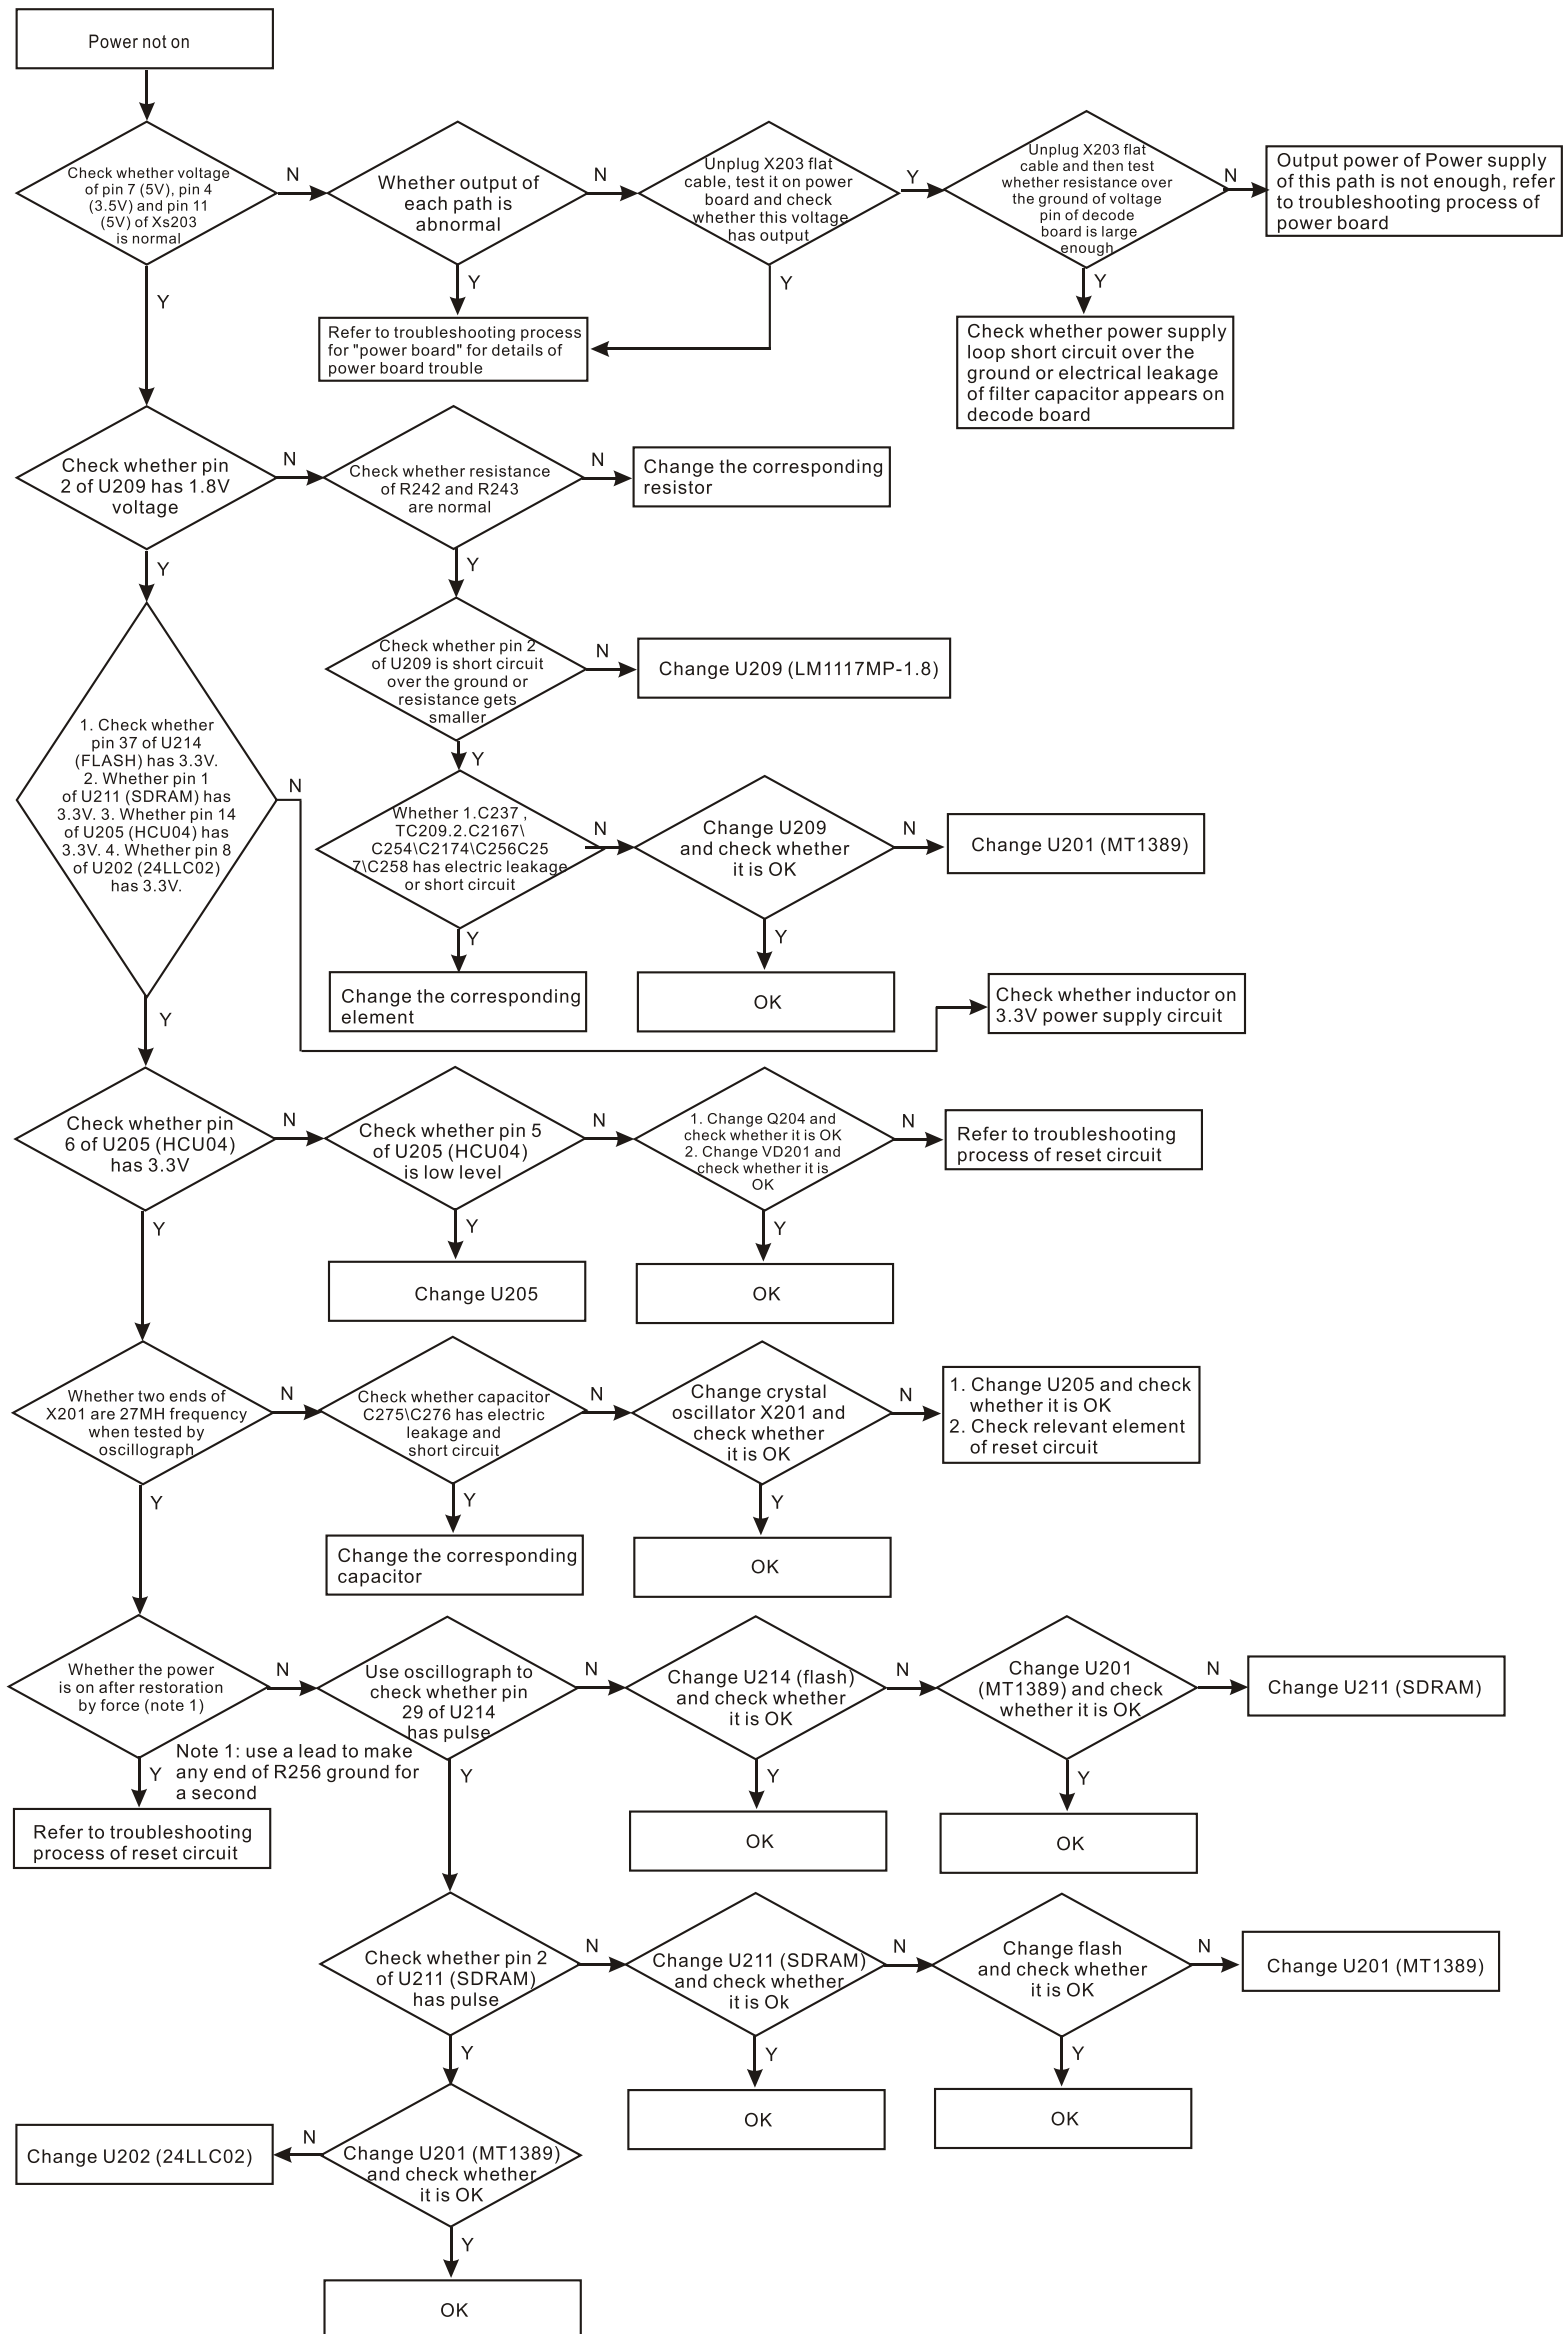 Power not on
Check whether voltage
of pin 7 (5V), pin 4
(3.5V) and pin 11
(5V) of Xs203
is normal
N
Whether output of
each path is
abnormal
N
Unplug X203 flat
cable, test it on power
board and check
whether this voltage
has output
Y
Unplug X203 flat
cable and then test
whether resistance over
the ground of voltage
pin of decode
board is large
enough
N
Output power of Power supply
of this path is not enough, refer
to troubleshooting process of
power board
Y
Y
Y
Y
Refer to troubleshooting process
for "power board" for details of
power board trouble
Check whether power supply
loop short circuit over the
ground or electrical leakage
of filter capacitor appears on
decode board
Check whether pin
2 of U209 has 1.8V
voltage
N
Check whether resistance
of R242 and R243
are normal
N
Change the corresponding
resistor
Y
Y
Check whether pin 2
of U209 is short circuit
over the ground or
resistance gets
smaller
N
Change U209 (LM1117MP-1.8)
1. Check whether
pin 37 of U214
(FLASH) has 3.3V.
2. Whether pin 1
of U211 (SDRAM) has
3.3V. 3. Whether pin 14
of U205 (HCU04) has
3.3V. 4. Whether pin 8
of U202 (24LLC02)
has 3.3V.
N
Y
Whether 1.C237 ,
TC209.2.C2167\
C254\C2174\C256C25
7\C258 has electric leakage
or short circuit
N
Change U209
and check whether
it is OK
N
Change U201 (MT1389)
Y
Y
Change the corresponding
element
OK
Check whether inductor on
3.3V power supply circuit
Y
Check whether pin
6 of U205 (HCU04)
has 3.3V
N
Check whether pin 5
of U205 (HCU04)
is low level
N
1. Change Q204 and
check whether it is OK
2. Change VD201 and
check whether it is
OK
N
Refer to troubleshooting
process of reset circuit
Y
Y
Y
Change U205
OK
Whether two ends of
X201 are 27MH frequency
when tested by
oscillograph
N
Check whether capacitor
C275\C276 has electric
leakage and
short circuit
N
Change crystal
oscillator X201 and
check whether
it is OK
N
1. Change U205 and check
whether it is OK
2. Check relevant element
of reset circuit
Y
Y
Y
Change the corresponding
capacitor
OK
Whether the power
is on after restoration
by force (note 1)
N
Use oscillograph to
check whether pin
29 of U214
has pulse
N
Change U214 (flash)
and check whether
it is OK
N
Change U201
(MT1389) and check
whether it is OK
N
Change U211 (SDRAM)
Y
Note 1: use a lead to make
any end of R256 ground for
a second
Y
Y
Y
Refer to troubleshooting
process of reset circuit
OK
OK
Check whether pin 2
of U211 (SDRAM)
has pulse
N
Change U211 (SDRAM)
and check whether
it is Ok
N
Change flash
and check whether
it is OK
N
Change U201 (MT1389)
Y
Y
Y
OK
OK
Change U202 (24LLC02)
N
Change U201 (MT1389)
and check whether
it is OK
Y
OK